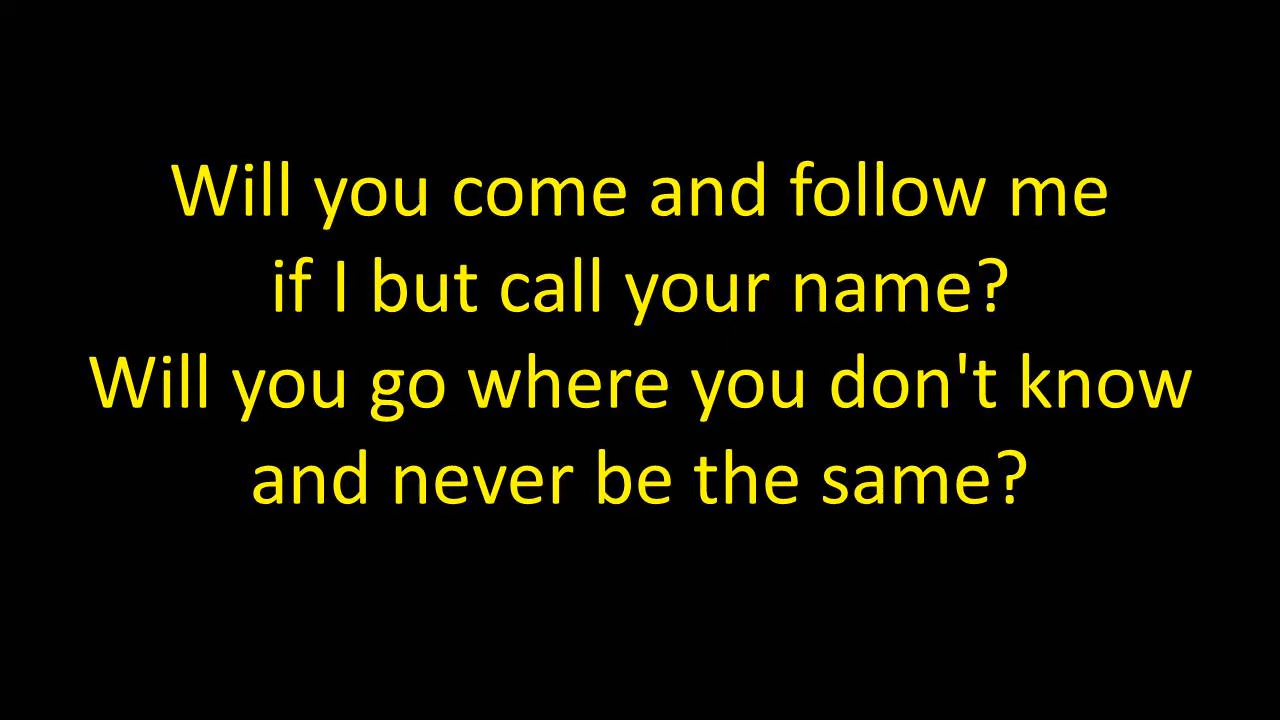 Will you come and follow me
if I but call your name?
Will you go where you don't know
and never be the same?